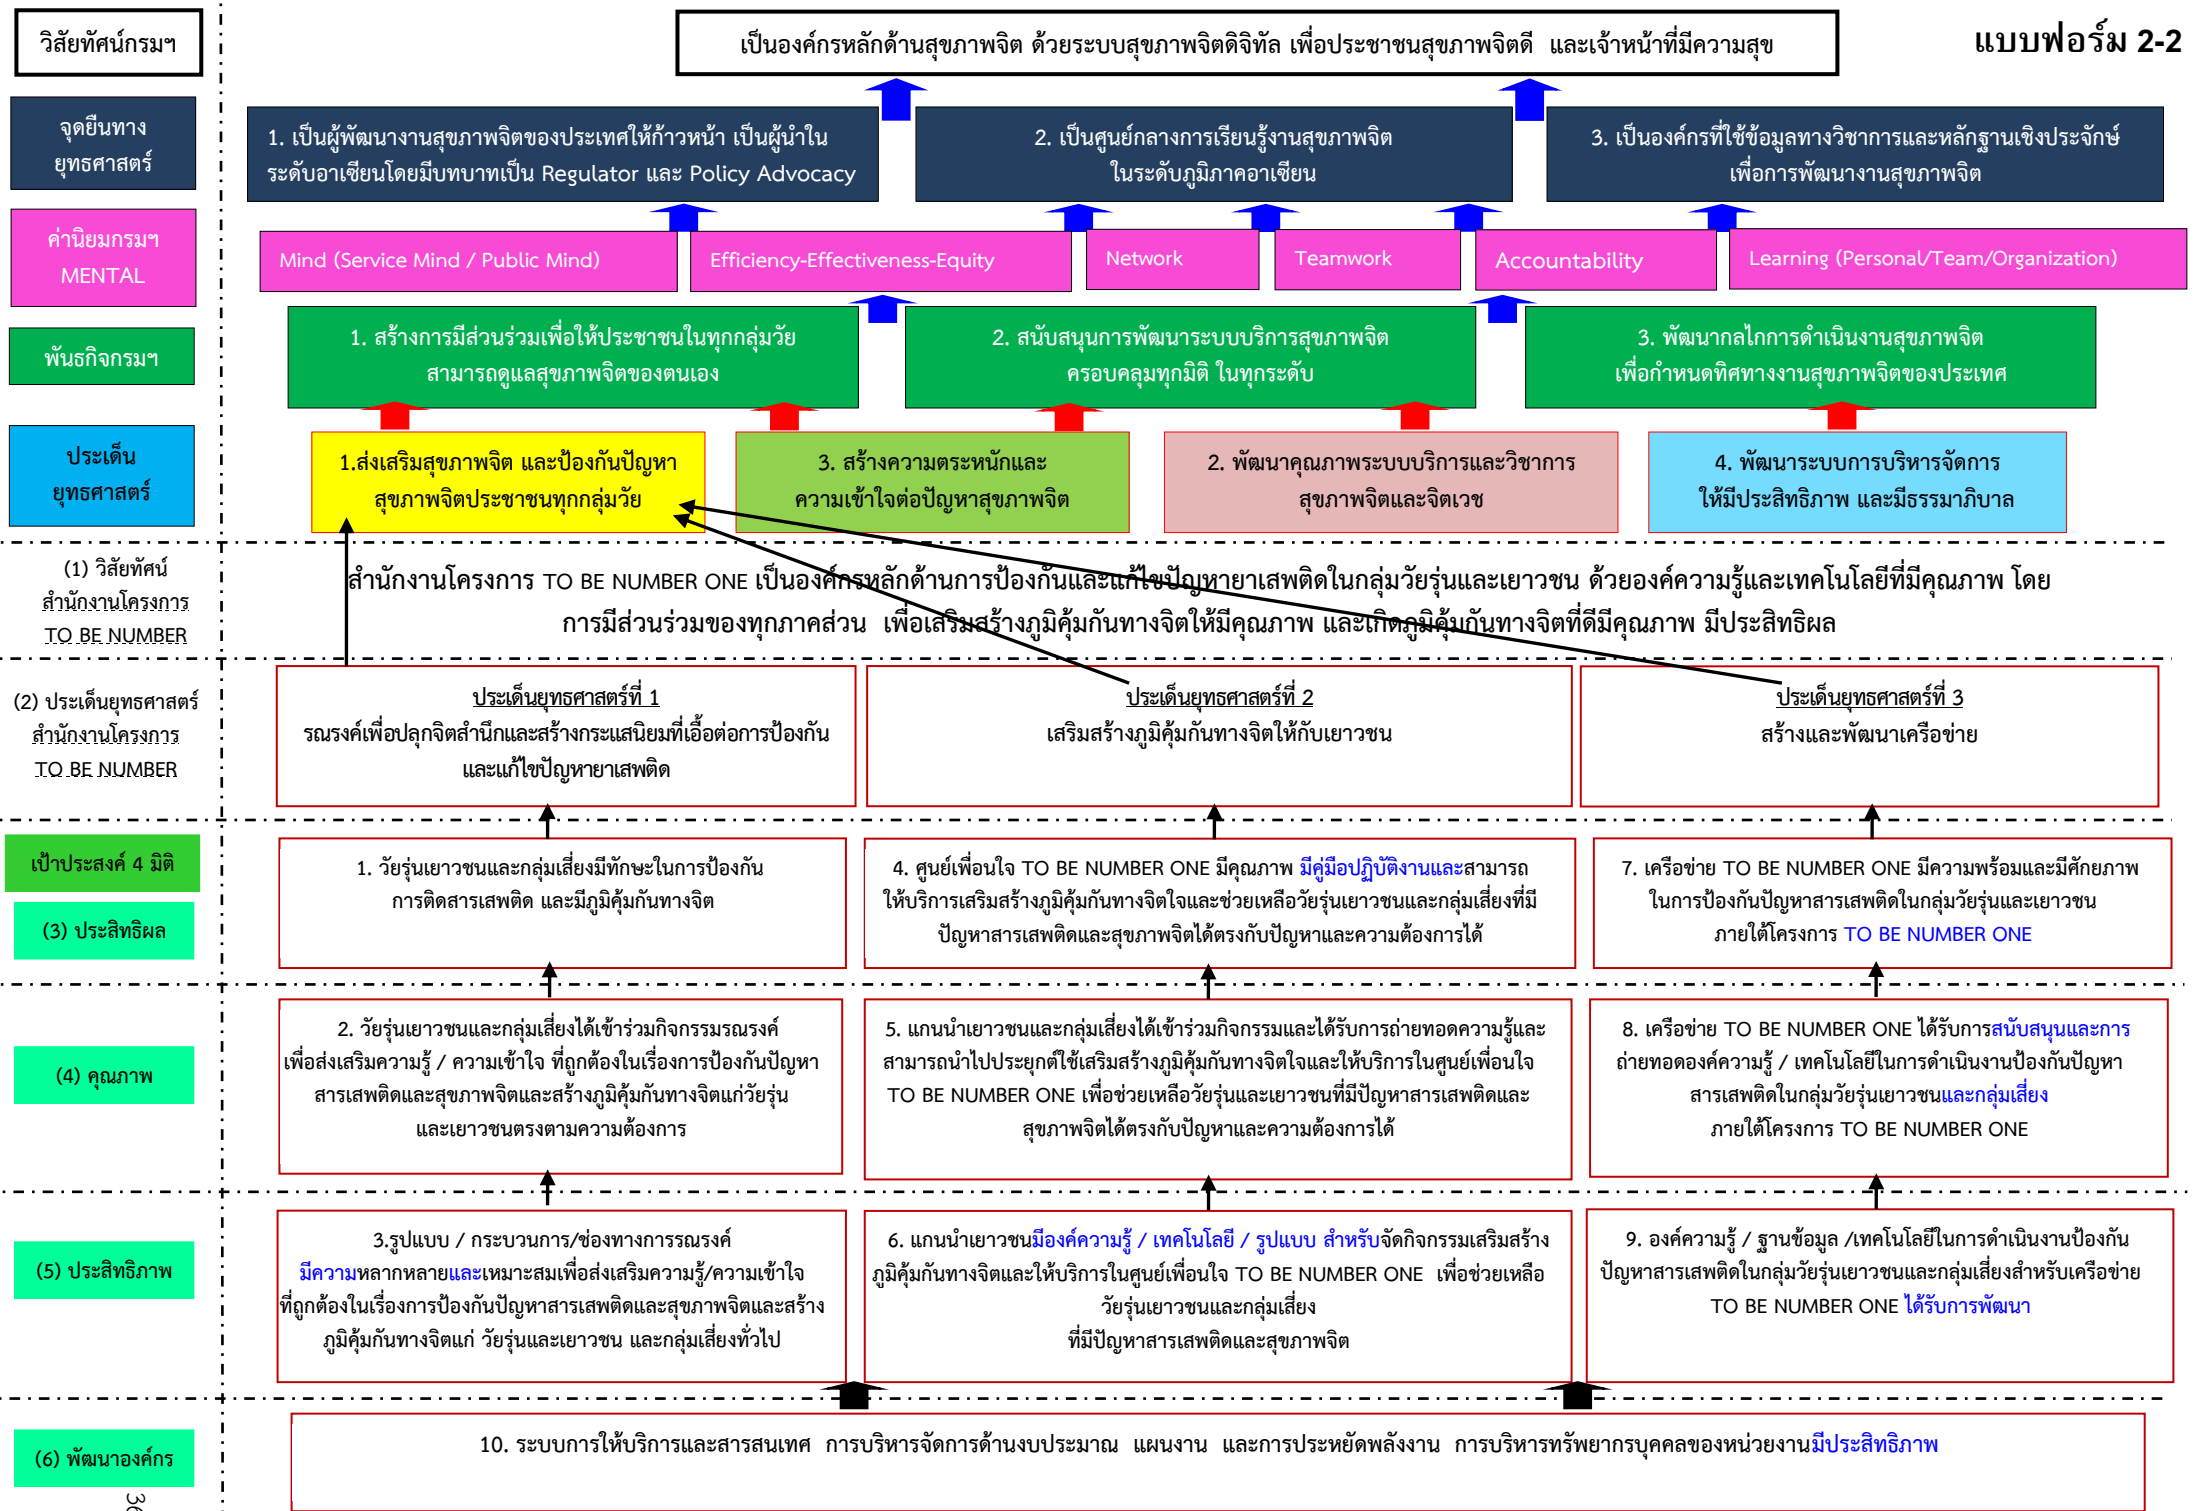 วิสัยทัศน์กรมฯ
เป็นองค์กรหลักด้านสุขภาพจิต ด้วยระบบสุขภาพจิตดิจิทัล เพื่อประชาชนสุขภาพจิตดี และเจ้าหน้าที่มีความสุข
แบบฟอร์ม 2-2
จุดยืนทาง
ยุทธศาสตร์
1. เป็นผู้พัฒนางานสุขภาพจิตของประเทศให้ก้าวหน้า เป็นผู้นำใน
ระดับอาเซียนโดยมีบทบาทเป็น Regulator และ Policy Advocacy
2. เป็นศูนย์กลางการเรียนรู้งานสุขภาพจิต
ในระดับภูมิภาคอาเซียน
3. เป็นองค์กรที่ใช้ข้อมูลทางวิชาการและหลักฐานเชิงประจักษ์
เพื่อการพัฒนางานสุขภาพจิต
ค่านิยมกรมฯ
MENTAL
Mind (Service Mind / Public Mind)
Efficiency-Effectiveness-Equity
Network
Teamwork
Accountability
Learning (Personal/Team/Organization)
พันธกิจกรมฯ
1. สร้างการมีส่วนร่วมเพื่อให้ประชาชนในทุกกลุ่มวัย
สามารถดูแลสุขภาพจิตของตนเอง
2. สนับสนุนการพัฒนาระบบบริการสุขภาพจิต
ครอบคลุมทุกมิติ ในทุกระดับ
3. พัฒนากลไกการดำเนินงานสุขภาพจิต
เพื่อกำหนดทิศทางงานสุขภาพจิตของประเทศ
ประเด็น
ยุทธศาสตร์
1.ส่งเสริมสุขภาพจิต และป้องกันปัญหา
สุขภาพจิตประชาชนทุกกลุ่มวัย
3. สร้างความตระหนักและ
ความเข้าใจต่อปัญหาสุขภาพจิต
2. พัฒนาคุณภาพระบบบริการและวิชาการ
สุขภาพจิตและจิตเวช
4. พัฒนาระบบการบริหารจัดการ
ให้มีประสิทธิภาพ และมีธรรมาภิบาล
(1) วิสัยทัศน์
สำนักงานโครงการ
TO BE NUMBER
สำนักงานโครงการ TO BE NUMBER ONE เป็นองค์กรหลักด้านการป้องกันและแก้ไขปัญหายาเสพติดในกลุ่มวัยรุ่นและเยาวชน ด้วยองค์ความรู้และเทคโนโลยีที่มีคุณภาพ โดย
การมีส่วนร่วมของทุกภาคส่วน เพื่อเสริมสร้างภูมิคุ้มกันทางจิตให้มีคุณภาพ และเกิดภูมิคุ้มกันทางจิตที่ดีมีคุณภาพ มีประสิทธิผล
(2) ประเด็นยุทธศาสตร์
สำนักงานโครงการ
TO BE NUMBER
ประเด็นยุทธศาสตร์ที่ 1
รณรงค์เพื่อปลุกจิตสำนึกและสร้างกระแสนิยมที่เอื้อต่อการป้องกัน
และแก้ไขปัญหายาเสพติด
ประเด็นยุทธศาสตร์ที่ 2
เสริมสร้างภูมิคุ้มกันทางจิตให้กับเยาวชน
ประเด็นยุทธศาสตร์ที่ 3
สร้างและพัฒนาเครือข่าย
เป้าประสงค์ 4 มิติ
(3) ประสิทธิผล
1. วัยรุ่นเยาวชนและกลุ่มเสี่ยงมีทักษะในการป้องกัน
การติดสารเสพติด และมีภูมิคุ้มกันทางจิต
4. ศูนย์เพื่อนใจ TO BE NUMBER ONE มีคุณภาพ มีคู่มือปฏิบัติงานและสามารถ
ให้บริการเสริมสร้างภูมิคุ้มกันทางจิตใจและช่วยเหลือวัยรุ่นเยาวชนและกลุ่มเสี่ยงที่มี
ปัญหาสารเสพติดและสุขภาพจิตได้ตรงกับปัญหาและความต้องการได้
7. เครือข่าย TO BE NUMBER ONE มีความพร้อมและมีศักยภาพ
ในการป้องกันปัญหาสารเสพติดในกลุ่มวัยรุ่นและเยาวชน
ภายใต้โครงการ TO BE NUMBER ONE
(4) คุณภาพ
2. วัยรุ่นเยาวชนและกลุ่มเสี่ยงได้เข้าร่วมกิจกรรมรณรงค์
เพื่อส่งเสริมความรู้ / ความเข้าใจ ที่ถูกต้องในเรื่องการป้องกันปัญหา
สารเสพติดและสุขภาพจิตและสร้างภูมิคุ้มกันทางจิตแก่วัยรุ่น
และเยาวชนตรงตามความต้องการ
5. แกนนำเยาวชนและกลุ่มเสี่ยงได้เข้าร่วมกิจกรรมและได้รับการถ่ายทอดความรู้และ
สามารถนำไปประยุกต์ใช้เสริมสร้างภูมิคุ้มกันทางจิตใจและให้บริการในศูนย์เพื่อนใจ
TO BE NUMBER ONE เพื่อช่วยเหลือวัยรุ่นและเยาวชนที่มีปัญหาสารเสพติดและ
สุขภาพจิตได้ตรงกับปัญหาและความต้องการได้
8. เครือข่าย TO BE NUMBER ONE ได้รับการสนับสนุนและการ
ถ่ายทอดองค์ความรู้ / เทคโนโลยีในการดำเนินงานป้องกันปัญหา
สารเสพติดในกลุ่มวัยรุ่นเยาวชนและกลุ่มเสี่ยง
ภายใต้โครงการ TO BE NUMBER ONE
(5) ประสิทธิภาพ
3.รูปแบบ / กระบวนการ/ช่องทางการรณรงค์
มีความหลากหลายและเหมาะสมเพื่อส่งเสริมความรู้/ความเข้าใจ
ที่ถูกต้องในเรื่องการป้องกันปัญหาสารเสพติดและสุขภาพจิตและสร้าง
ภูมิคุ้มกันทางจิตแก่ วัยรุ่นและเยาวชน และกลุ่มเสี่ยงทั่วไป
6. แกนนำเยาวชนมีองค์ความรู้ / เทคโนโลยี / รูปแบบ สำหรับจัดกิจกรรมเสริมสร้าง
ภูมิคุ้มกันทางจิตและให้บริการในศูนย์เพื่อนใจ TO BE NUMBER ONE เพื่อช่วยเหลือ
วัยรุ่นเยาวชนและกลุ่มเสี่ยง
ที่มีปัญหาสารเสพติดและสุขภาพจิต
9. องค์ความรู้ / ฐานข้อมูล /เทคโนโลยีในการดำเนินงานป้องกัน
ปัญหาสารเสพติดในกลุ่มวัยรุ่นเยาวชนและกลุ่มเสี่ยงสำหรับเครือข่าย
TO BE NUMBER ONE ได้รับการพัฒนา
(6) พัฒนาองค์กร
10. ระบบการให้บริการและสารสนเทศ การบริหารจัดการด้านงบประมาณ แผนงาน และการประหยัดพลังงาน การบริหารทรัพยากรบุคคลของหน่วยงานมีประสิทธิภาพ
36